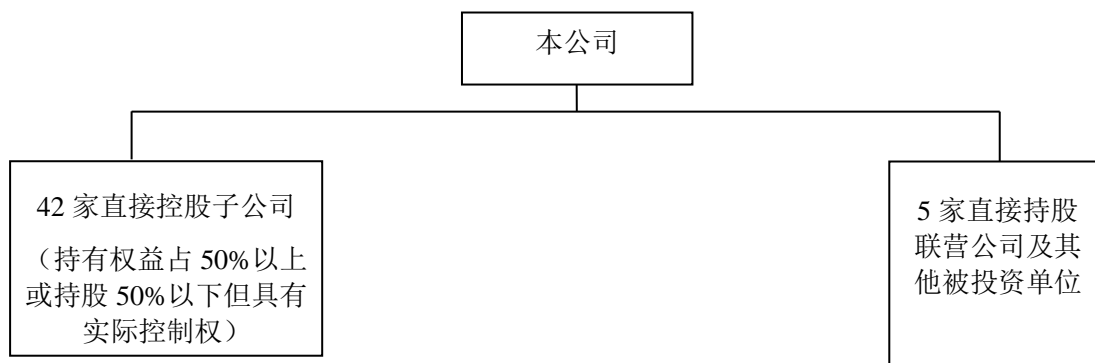 本公司
42 家直接控股子公司
（持有权益占 50%以上
或持股 50%以下但具有
实际控制权）
5 家直接持股
联营公司及其
他被投资单位